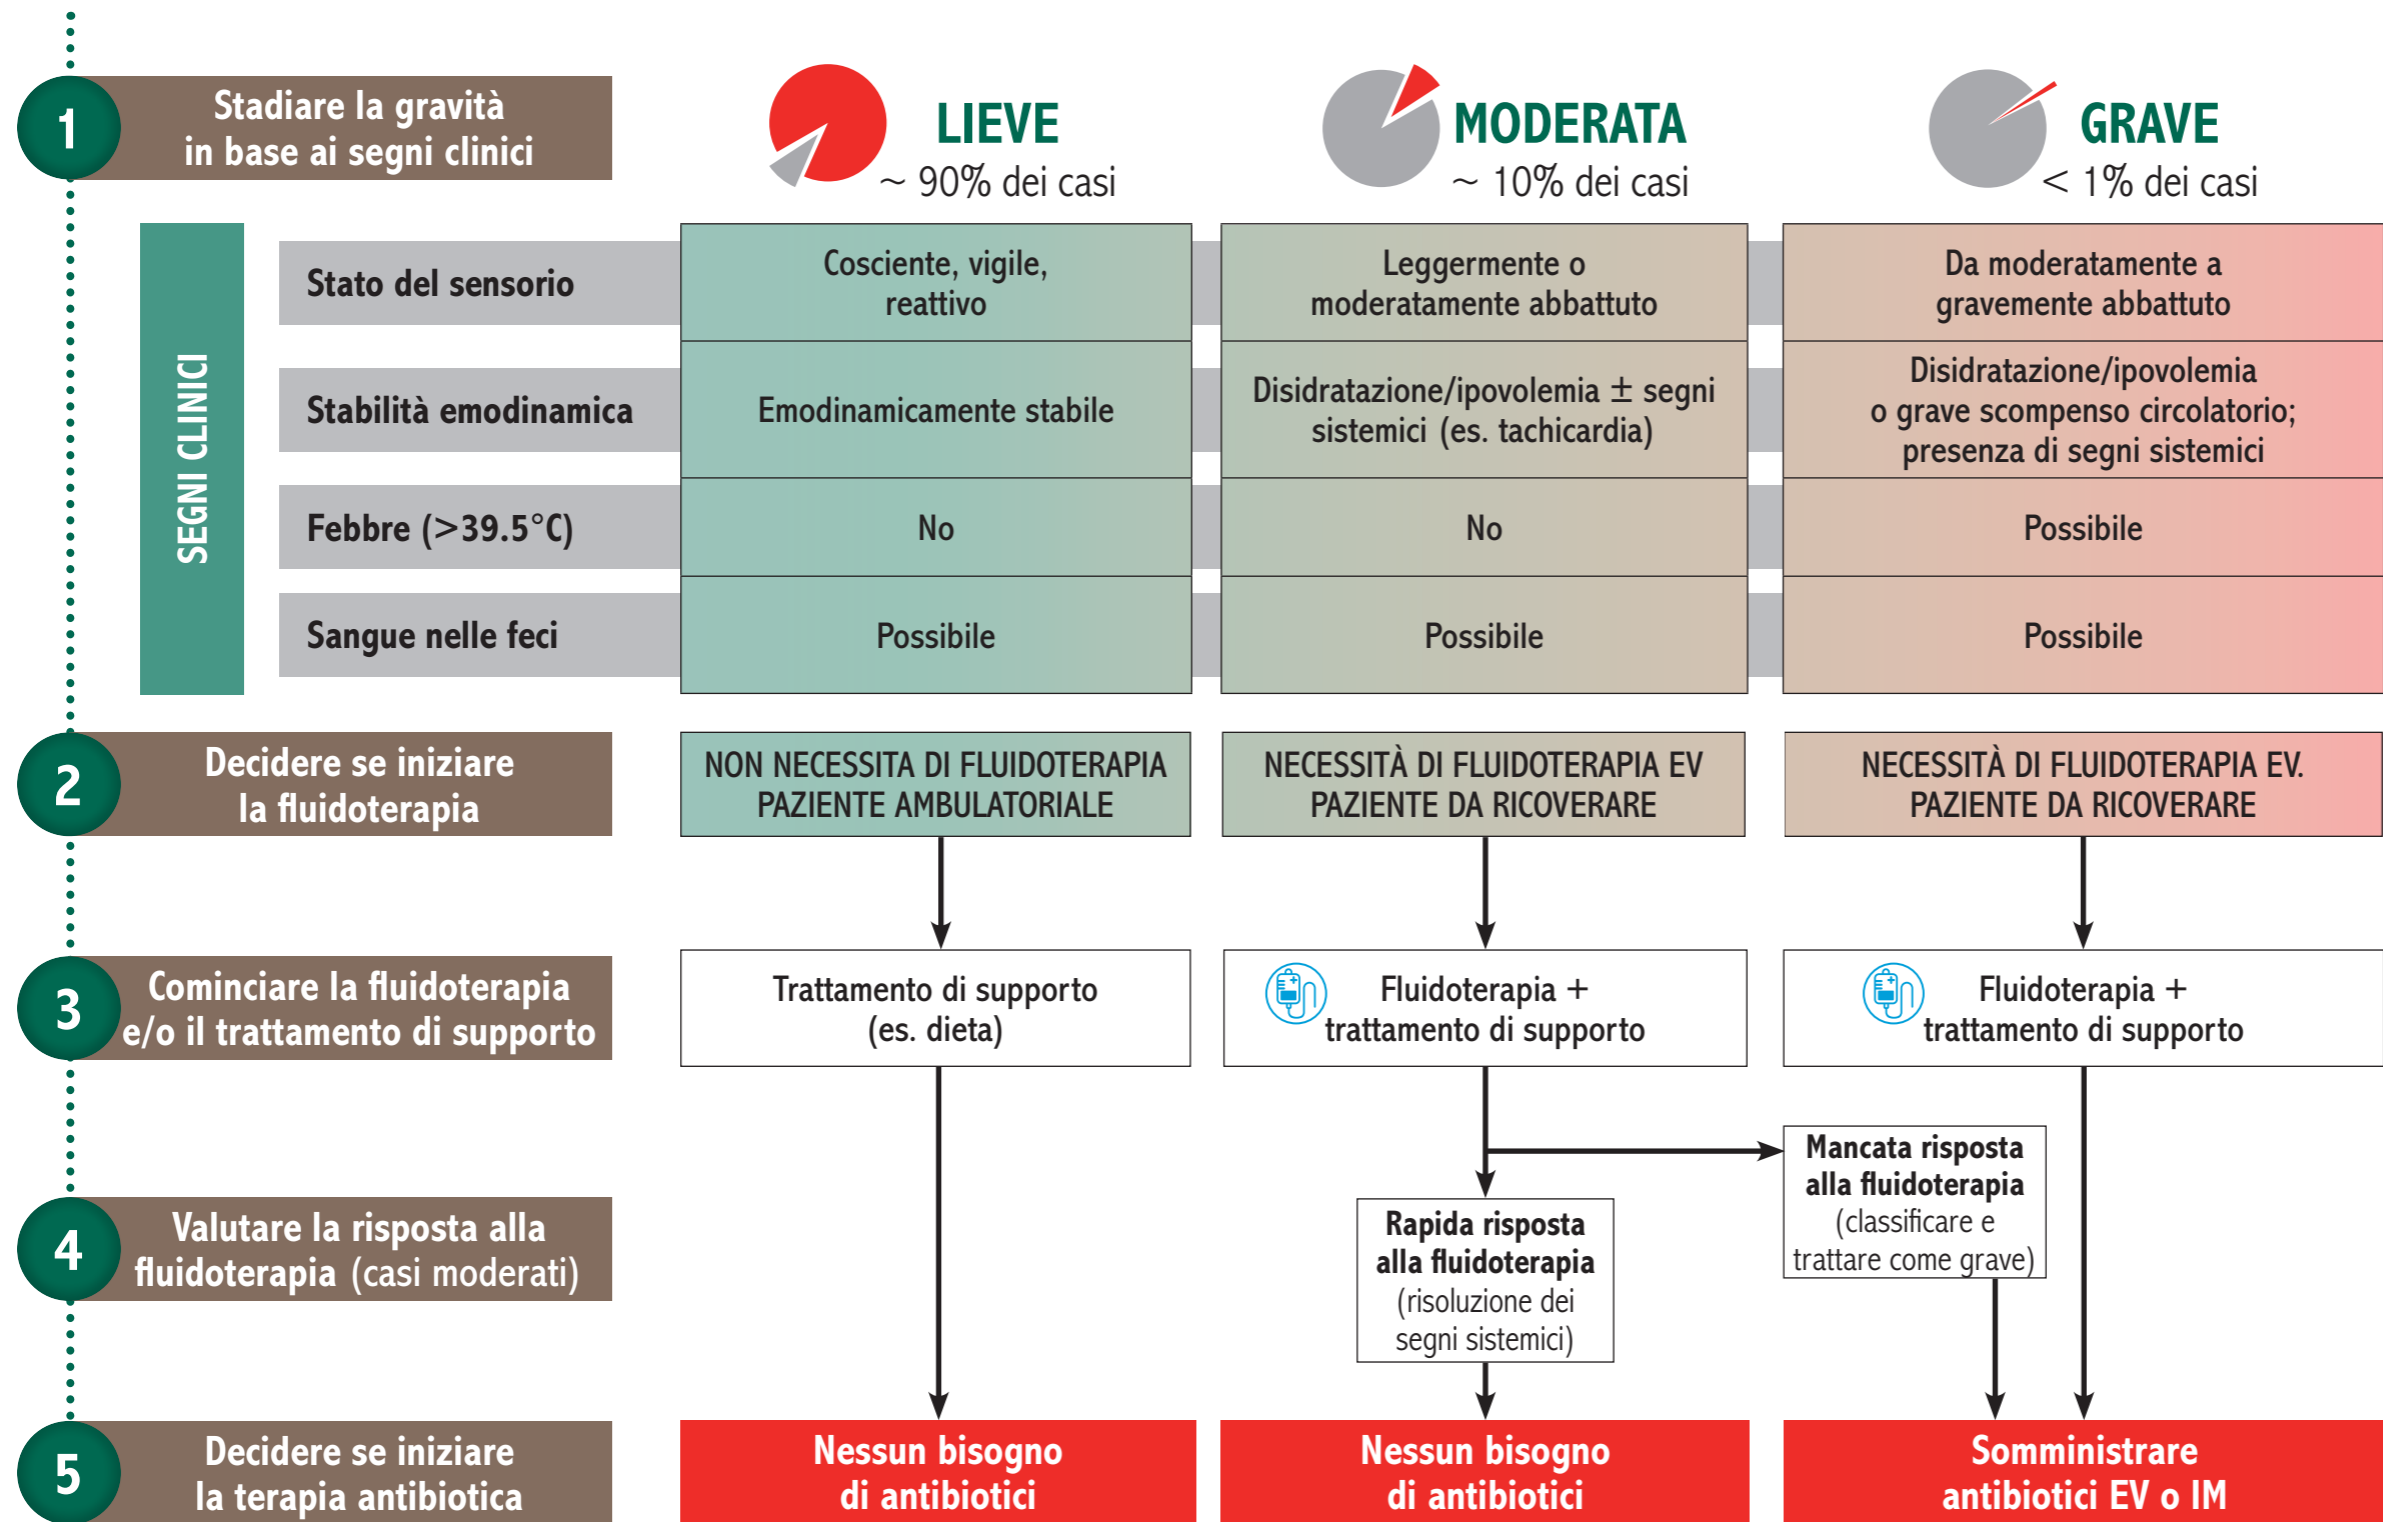 1
Stadiare la gravità
in base ai segni clinici
LIEVE
~ 90% dei casi
MODERATA
~ 10% dei casi
GRAVE
< 1% dei casi
SEGNI CLINICI
Stato del sensorio
Cosciente, vigile,
reattivo
Leggermente o
moderatamente abbattuto
Da moderatamente a
gravemente abbattuto
Stabilità emodinamica
Emodinamicamente stabile
Disidratazione/ipovolemia ± segni
sistemici (es. tachicardia)
Disidratazione/ipovolemia
o grave scompenso circolatorio;
presenza di segni sistemici
Febbre (>39.5°C)
No
No
Possibile
Sangue nelle feci
Possibile
Possibile
Possibile
2
Decidere se iniziare
la fluidoterapia
NON NECESSITA DI FLUIDOTERAPIA
PAZIENTE AMBULATORIALE
NECESSITÀ DI FLUIDOTERAPIA EV
PAZIENTE DA RICOVERARE
NECESSITÀ DI FLUIDOTERAPIA EV.
PAZIENTE DA RICOVERARE
3
Cominciare la fluidoterapia
e/o il trattamento di supporto
Trattamento di supporto
(es. dieta)
Fluidoterapia +
trattamento di supporto
Fluidoterapia +
trattamento di supporto
4
Valutare la risposta alla
fluidoterapia (casi moderati)
Rapida risposta
alla fluidoterapia
(risoluzione dei
segni sistemici)
Mancata risposta
alla fluidoterapia
(classificare e
trattare come grave)
5
Decidere se iniziare
la terapia antibiotica
Nessun bisogno
di antibiotici
Nessun bisogno
di antibiotici
Somministrare
antibiotici EV o IM